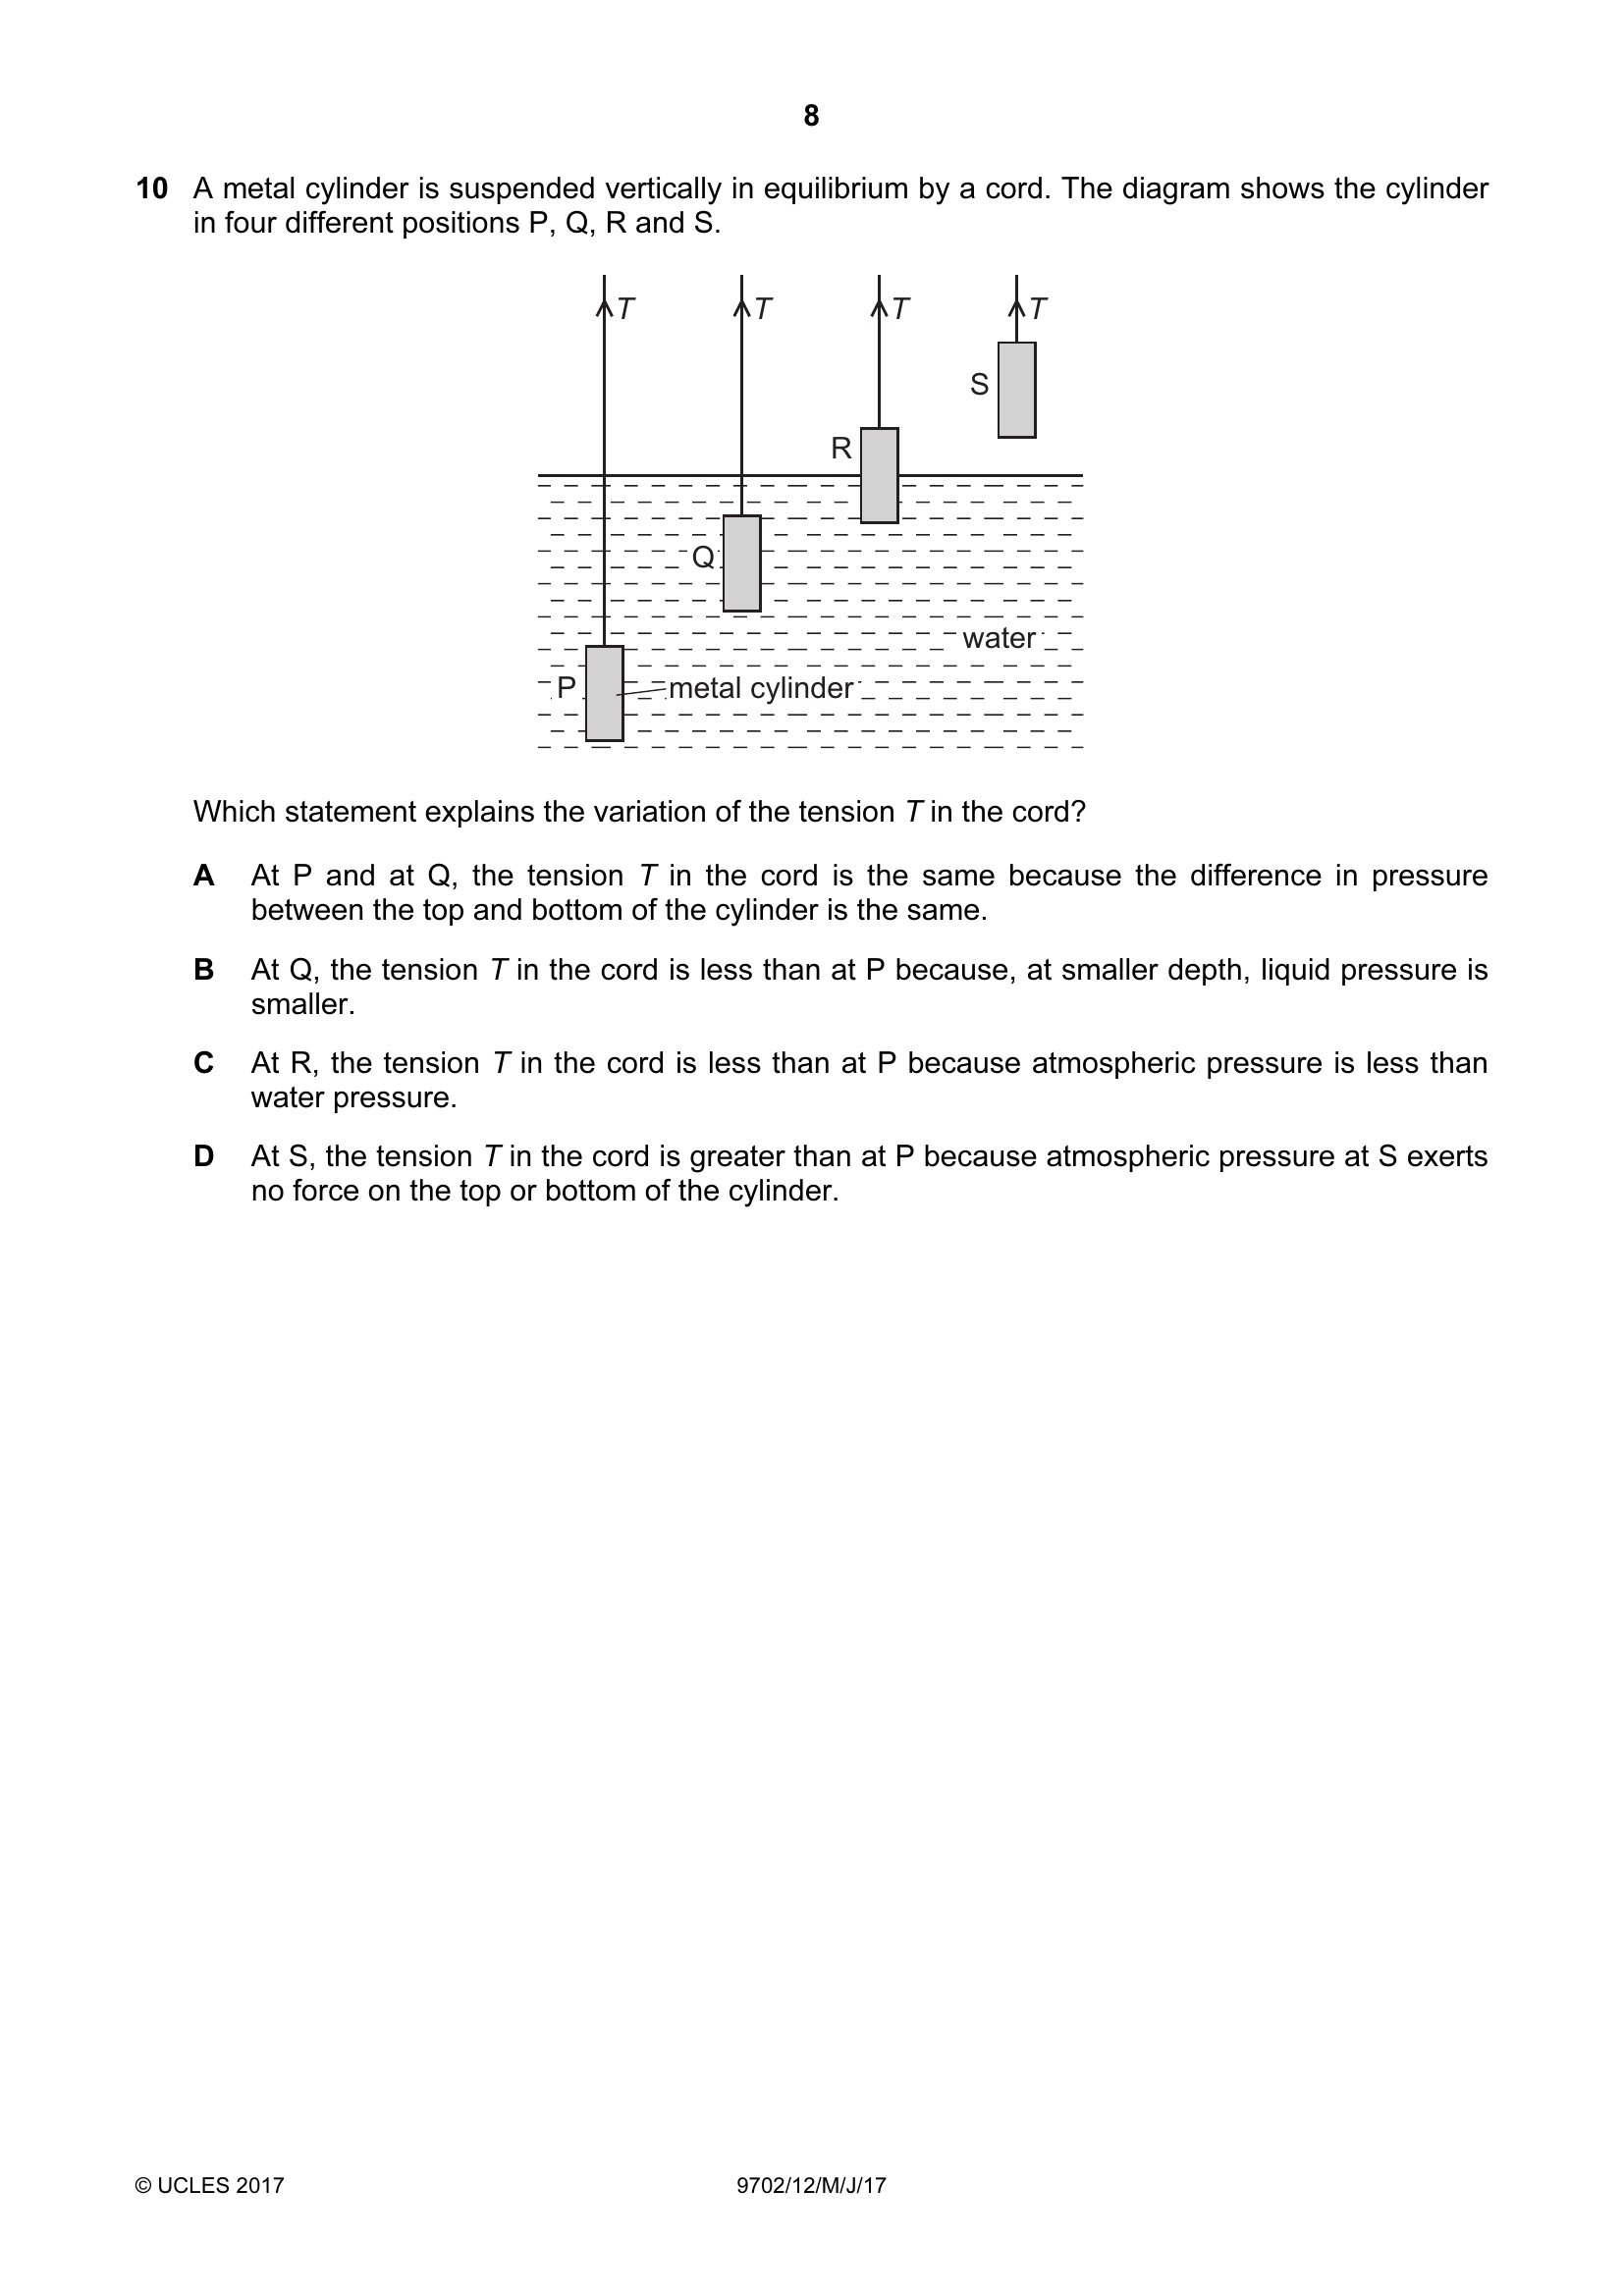 8
10 A metal cylinder is suspended vertically in equilibrium by a cord. The diagram shows the cylinder
in four different positions P, Q, R and S.
T T T T
S
R
Q
water
P metal cylinder
Which statement explains the variation of the tension T in the cord?
A At P and at Q, the tension T in the cord is the same because the difference in pressure
between the top and bottom of the cylinder is the same.
B At Q, the tension T in the cord is less than at P because, at smaller depth, liquid pressure is
smaller.
C At R, the tension T in the cord is less than at P because atmospheric pressure is less than
water pressure.
D At S, the tension T in the cord is greater than at P because atmospheric pressure at S exerts
no force on the top or bottom of the cylinder.
© UCLES 2017 9702/12/M/J/17